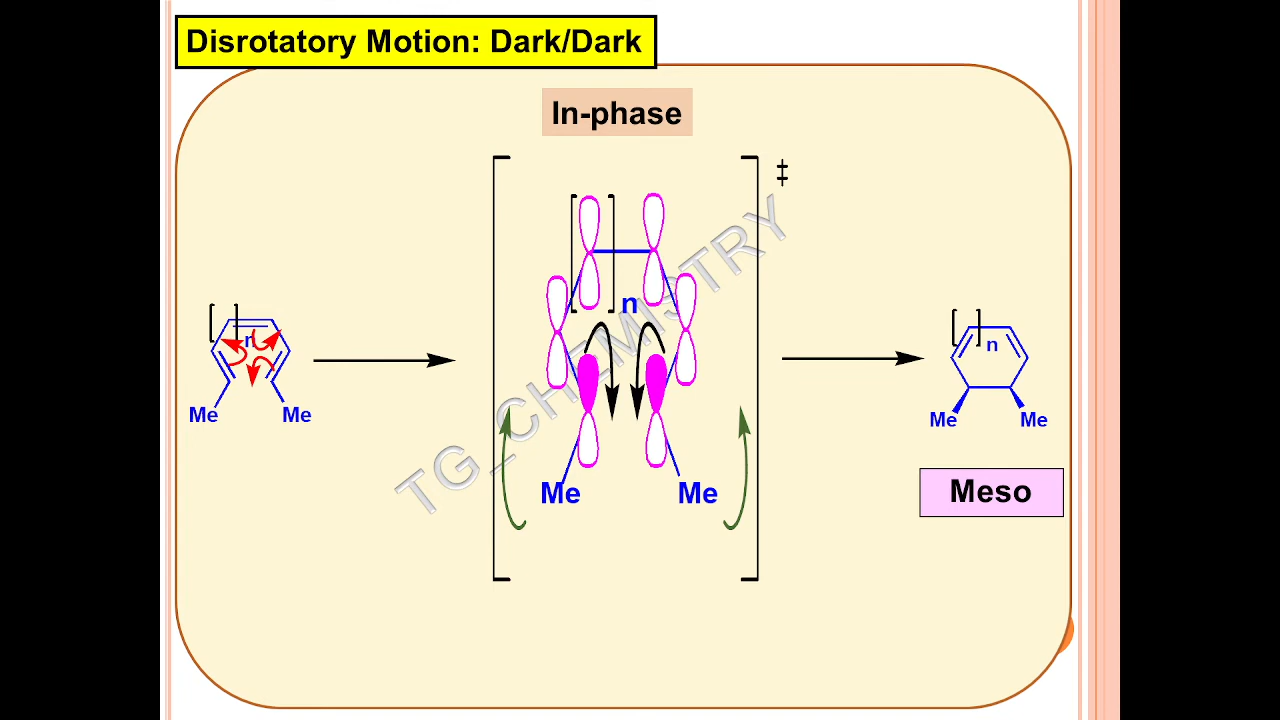 Disrotatory Motion: Dark/Dark
In-phase
‡
n
n
n
Me Me
Me Me
Me Me
Meso
TG_CHEMISTRY